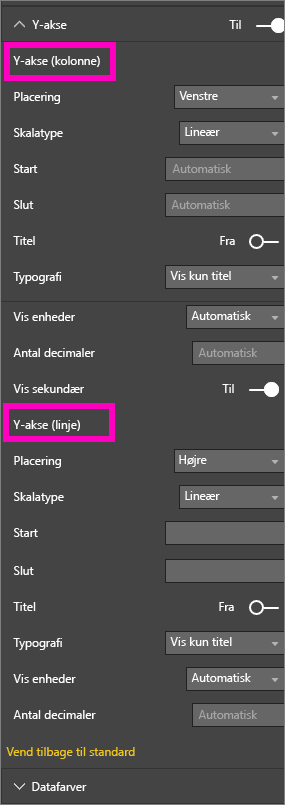 Y-akse Til
Y-akse (kolonne)
Placering Venstre
Skalatype Lineær
Start Automatisk
Slut Automatisk
Titel Fra
Typografi Vis kun titel
Vis enheder Automatisk
Antal decimaler Automatisk
Vis sekundær Til
Y-akse (linje)
Placering Højre
Skalatype Lineær
Start
Slut
Titel Fra
Typografi Vis kun titel
Vis enheder Automatisk
Antal decimaler Automatisk
Vend tilbage til standard
Datafarver